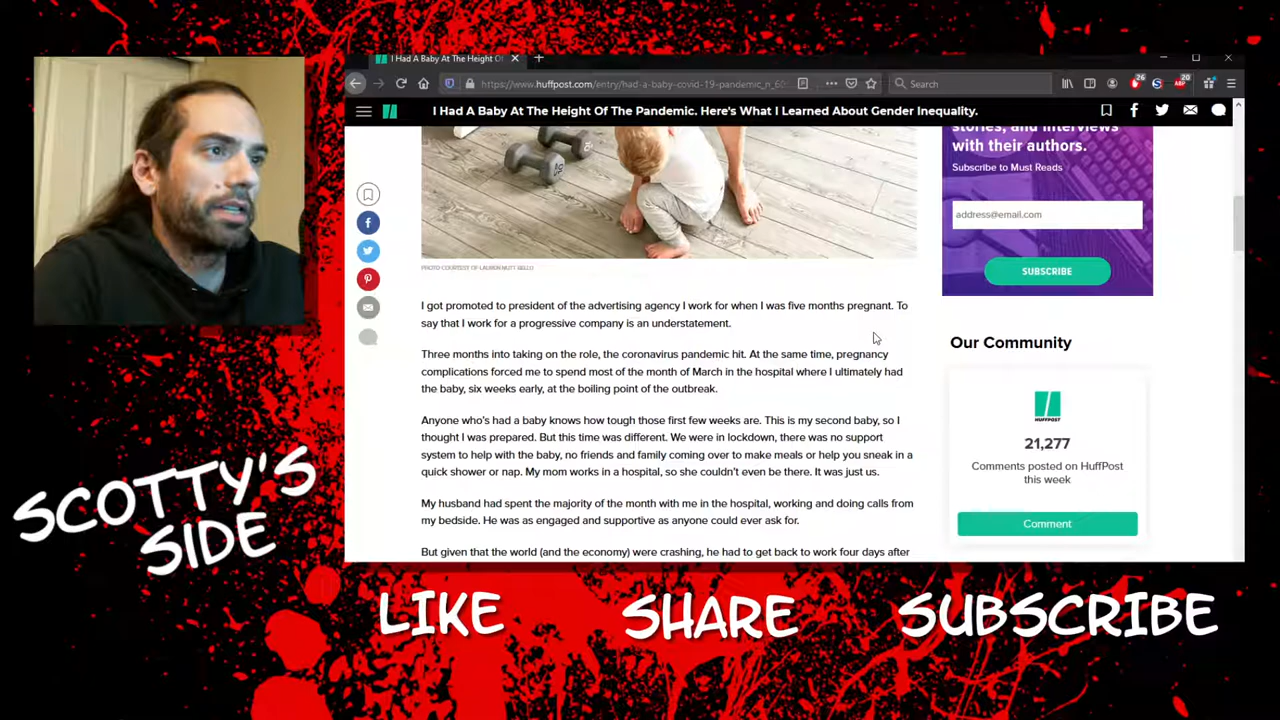 I Had A Baby At The Height Of
https://www.huffpost.com/entry/had-a-baby-covid-19-pandemic_n_60
Search
26
20
I Had A Baby At The Height Of The Pandemic. Here's What I Learned About Gender Inequality.
stories, and interviews
with their authors.
Subscribe to Must Reads
address@email.com
SUBSCRIBE
PHOTO COURTESY OF LAUREN NUTT BELLO
I got promoted to president of the advertising agency I work for when I was five months pregnant. To
say that I work for a progressive company is an understatement.
Three months into taking on the role, the coronavirus pandemic hit. At the same time, pregnancy
complications forced me to spend most of the month of March in the hospital where I ultimately had
the baby, six weeks early, at the boiling point of the outbreak.
Anyone who's had a baby knows how tough those first few weeks are. This is my second baby, so I
thought I was prepared. But this time was different. We were in lockdown, there was no support
system to help with the baby, no friends and family coming over to make meals or help you sneak in a
quick shower or nap. My mom works in a hospital, so she couldn't even be there. It was just us.
My husband had spent the majority of the month with me in the hospital, working and doing calls from
my bedside. He was as engaged and supportive as anyone could ever ask for.
But given that the world (and the economy) were crashing, he had to get back to work four days after
Our Community
HUFFPOST
21,277
Comments posted on HuffPost
this week
Comment
SCOTTY'S
SIDE
LIKE
SHARE
SUBSCRIBE